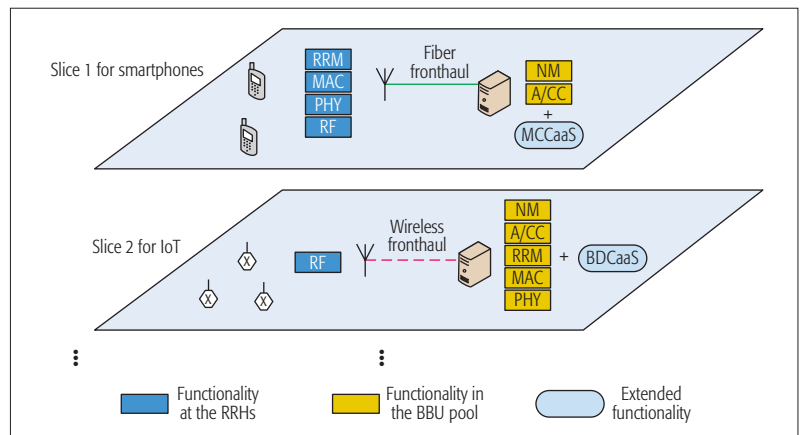 Slice 1 for smartphones
RRM
MAC
PHY
RF
Fiber
fronthaul
NM
A/CC
+
MCCaaS
Slice 2 for IoT
X
X
X
RF
Wireless
fronthaul
NM
A/CC
RRM
MAC
PHY
+
BDCaaS
Functionality
at the RRHs
Functionality in
the BBU pool
Extended
functionality